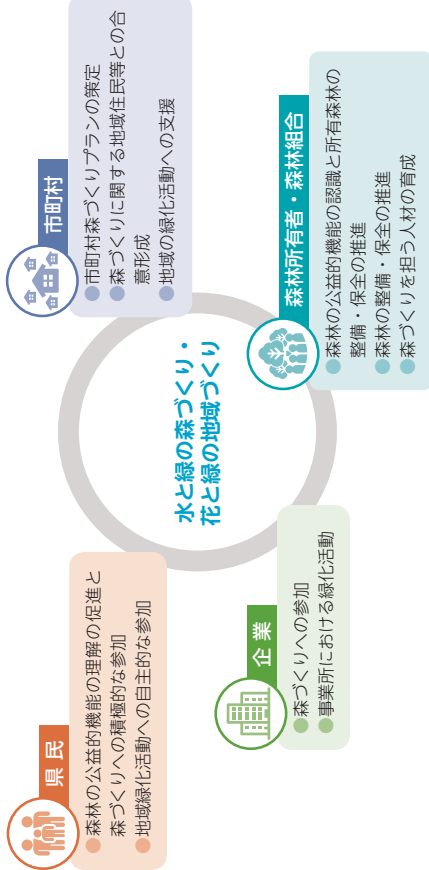 県民
●森林の公益的機能の理解の促進と
森づくりへの積極的な参加
●地域緑化活動への自主的な参加
市町村
●市町村森づくりプランの策定
●森づくりに関する地域住民等との合
意形成
●地域の緑化活動への支援
水と緑の森づくり・
花と緑の地域づくり
企業
●森づくりへの参加
●事業所における緑化活動
森林所有者・森林組合
●森林の公益的機能の認識と所有森林の
整備・保全の推進
●森林の整備・保全の推進
●森づくりを担う人材の育成